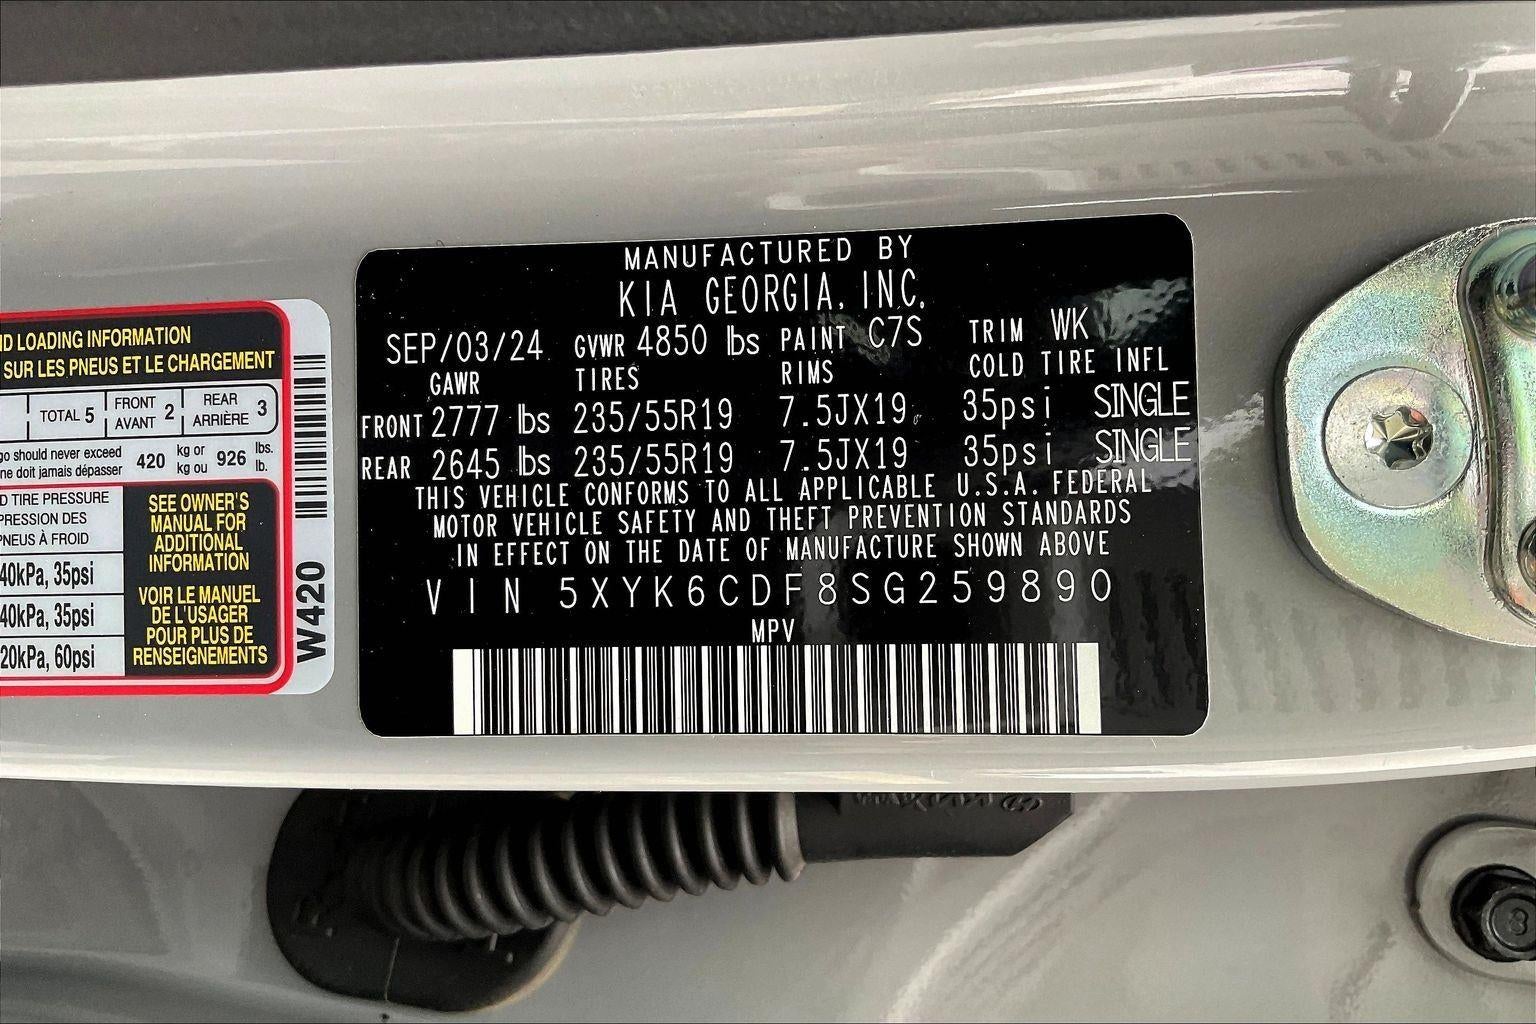 ND LOADING INFORMATION
SUR LES PNEUS ET LE CHARGEMENT
TOTAL 5 FRONT AVANT 2 REAR ARRIÈRE 3
go should never exceed
ne doit jamais dépasser
420 kg or kg ou 926 lbs. lb.
D TIRE PRESSURE
PRESSION DES
PNEUS À FROID
40kPa, 35psi
40kPa, 35psi
20kPa, 60psi
SEE OWNER'S
MANUAL FOR
ADDITIONAL
INFORMATION
VOIR LE MANUEL
DE L'USAGER
POUR PLUS DE
RENSEIGNEMENTS
W420
MANUFACTURED BY
KIA GEORGIA, INC.
SEP/03/24 GVWR 4850 lbs PAINT C7S TRIM WK
GAWR TIRES RIMS COLD TIRE INFL
FRONT 2777 lbs 235/55R19 7.5JX19 35psi SINGLE
REAR 2645 lbs 235/55R19 7.5JX19 35psi SINGLE
THIS VEHICLE CONFORMS TO ALL APPLICABLE U.S.A. FEDERAL
MOTOR VEHICLE SAFETY AND THEFT PREVENTION STANDARDS
IN EFFECT ON THE DATE OF MANUFACTURE SHOWN ABOVE
VIN 5XYK6CDF8SG259890
MPV
8